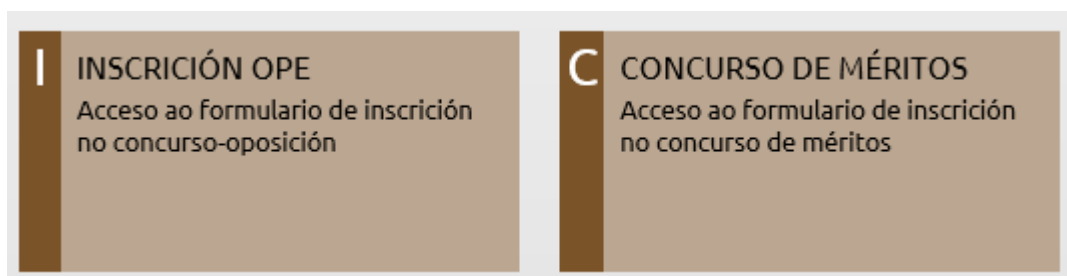 I
INSCRICIÓN OPE
Acceso ao formulario de inscrición
no concurso-oposición
C
CONCURSO DE MÉRITOS
Acceso ao formulario de inscrición
no concurso de méritos